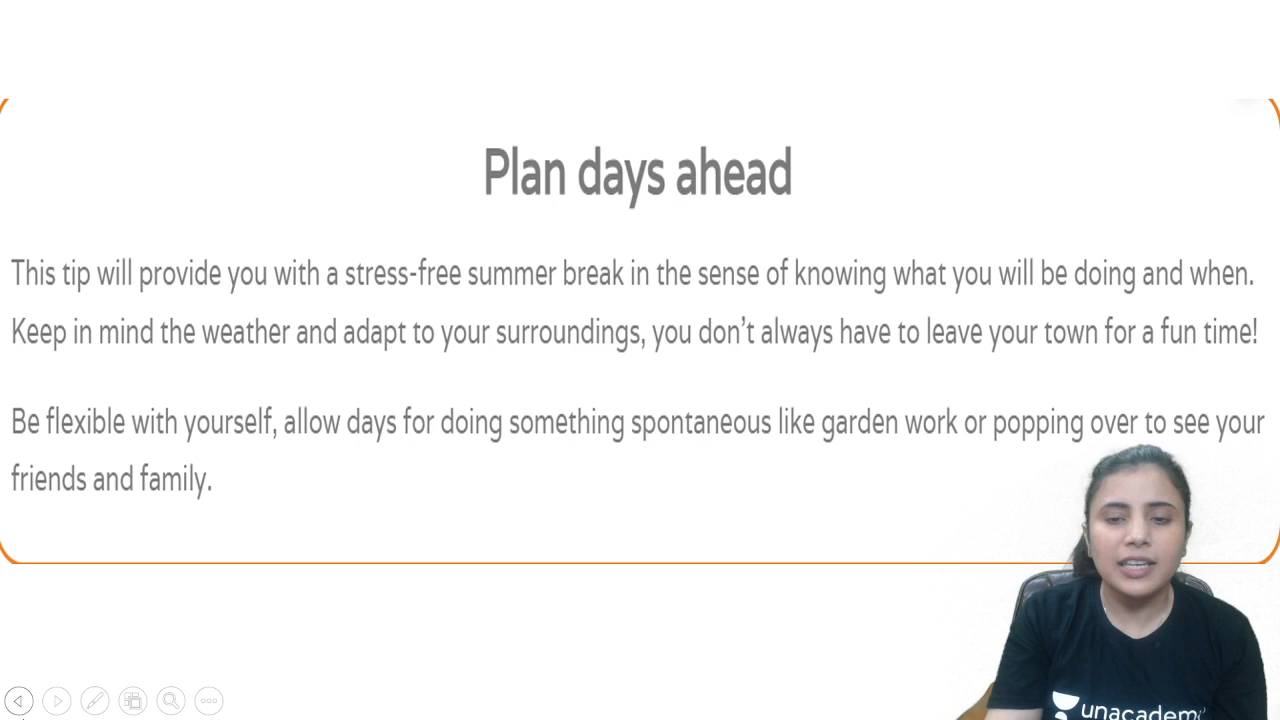 Plan days ahead
This tip will provide you with a stress-free summer break in the sense of knowing what you will be doing and when.
Keep in mind the weather and adapt to your surroundings, you don't always have to leave your town for a fun time!
Be flexible with yourself, allow days for doing something spontaneous like garden work or popping over to see your
friends and family.
unacademy